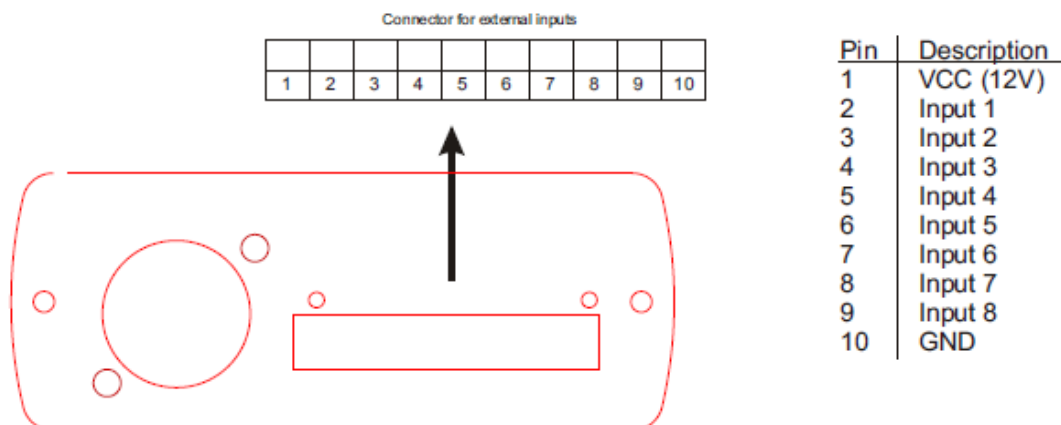 Connector for external inputs
1 2 3 4 5 6 7 8 9 10
Pin Description
1 VCC (12V)
2 Input 1
3 Input 2
4 Input 3
5 Input 4
6 Input 5
7 Input 6
8 Input 7
9 Input 8
10 GND